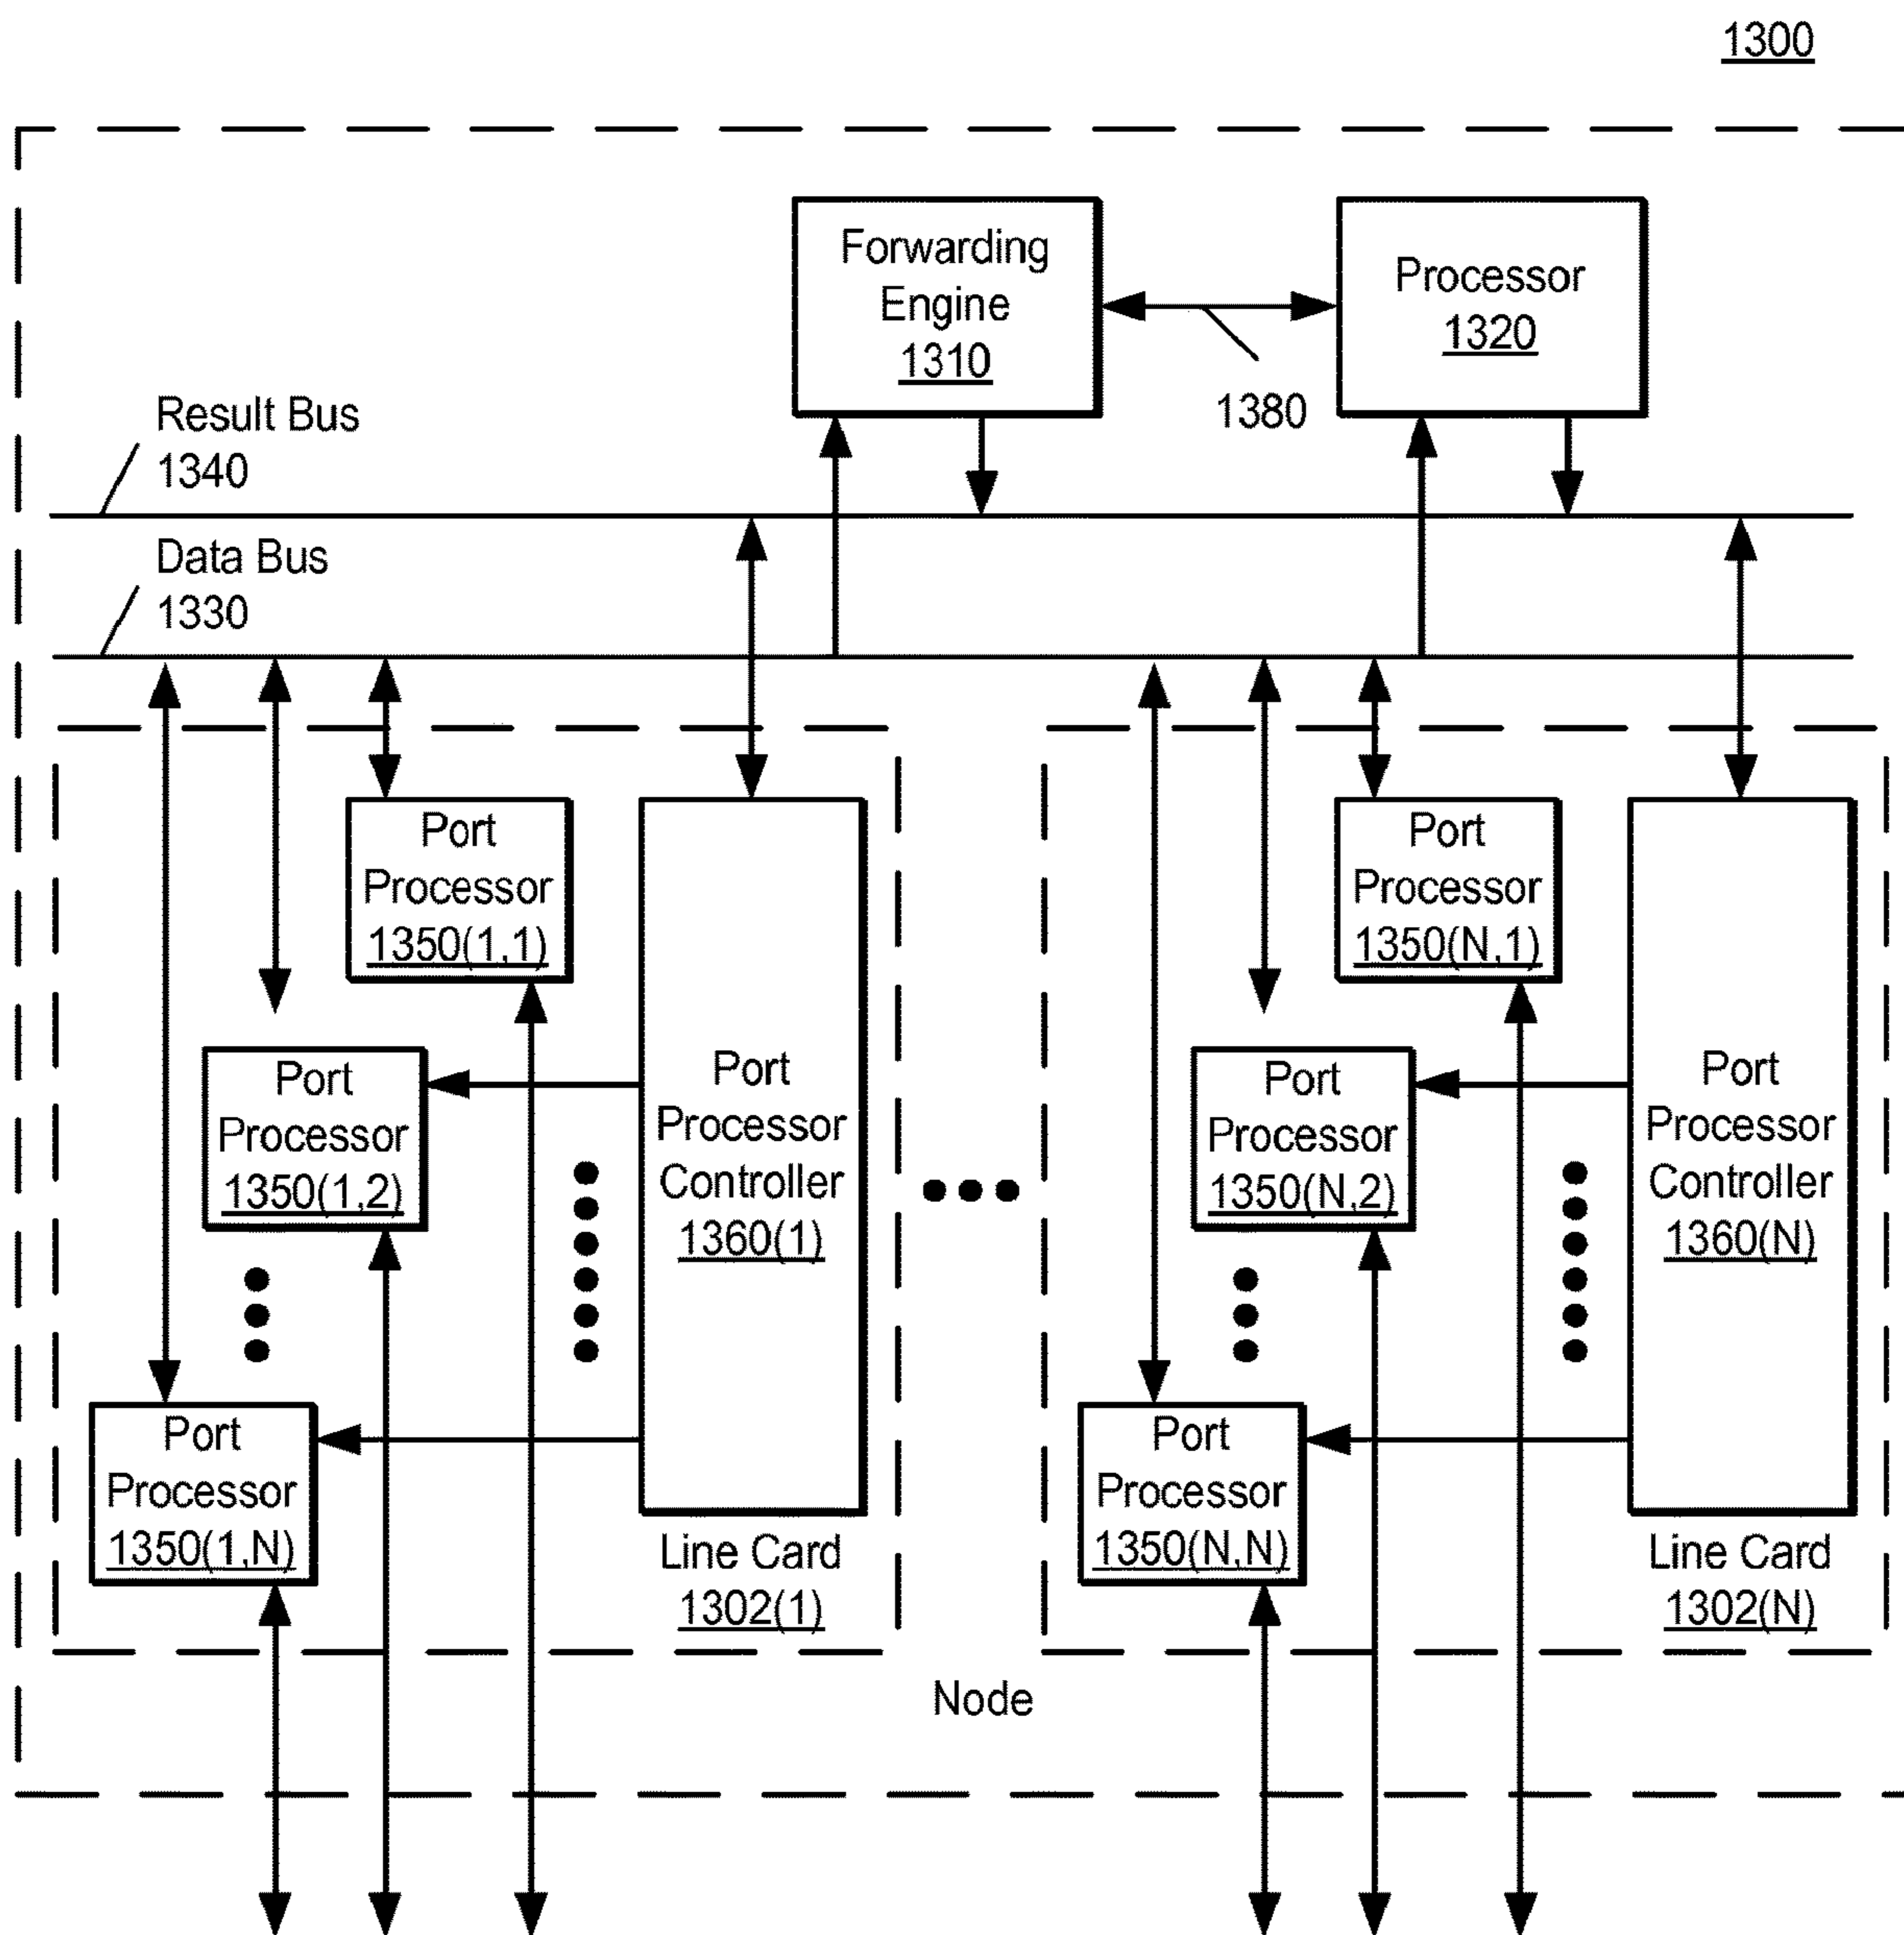 1300
Forwarding
Engine
1310
Processor
1320
1380
Result Bus
1340
Data Bus
1330
Port
Processor
1350(1,1)
Port
Processor
1350(1,2)
Port
Processor
1350(1,N)
Port
Processor
Controller
1360(1)
Line Card
1302(1)
Port
Processor
1350(N,1)
Port
Processor
1350(N,2)
Port
Processor
1350(N,N)
Port
Processor
Controller
1360(N)
Line Card
1302(N)
Node